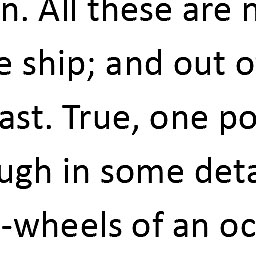 n. All these are n
e ship; and out o
ast. True, one po
ugh in some deta
-wheels of an oc